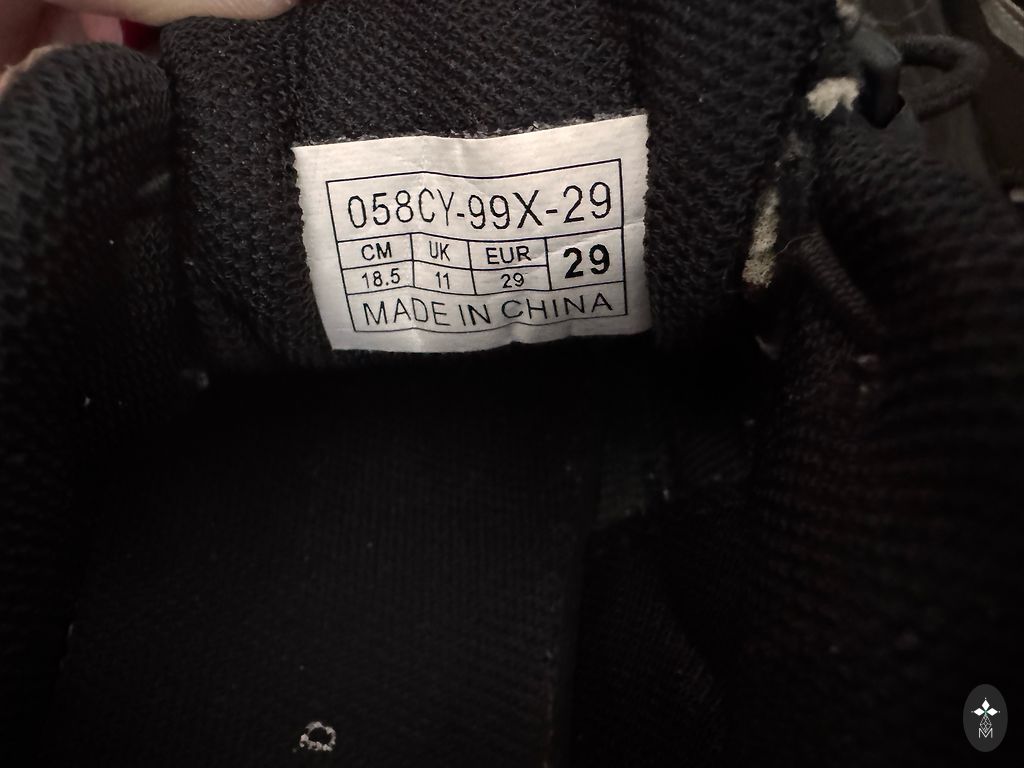 058CY-99X-29
CM UK EUR 29
18.5 11 29
MADE IN CHINA
M